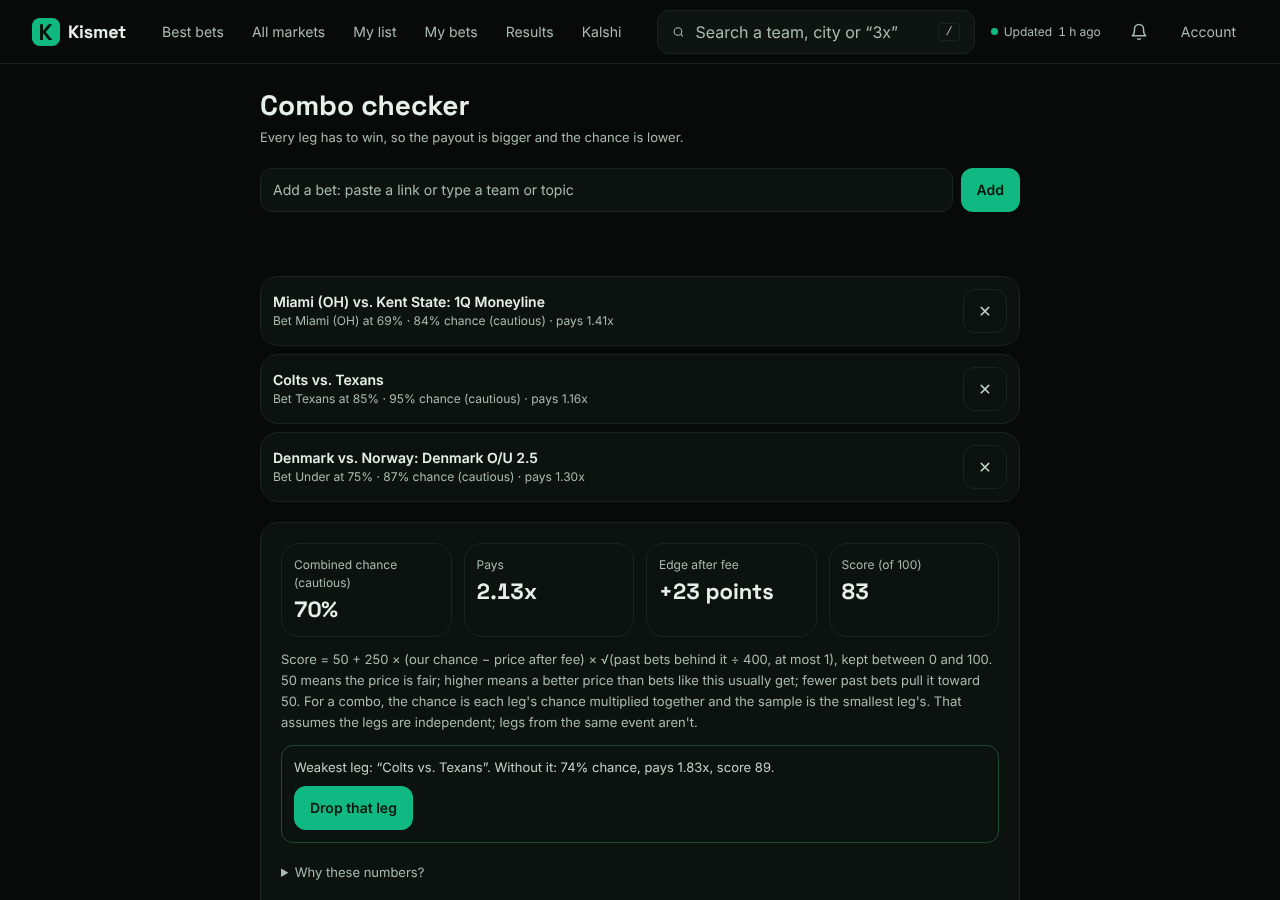 Kismet
Best bets
All markets
My list
My bets
Results
Kalshi
Search a team, city or “3x”
/
Updated 1 h ago
Account
Combo checker
Every leg has to win, so the payout is bigger and the chance is lower.
Add a bet: paste a link or type a team or topic
Add
Miami (OH) vs. Kent State: 1Q Moneyline
Bet Miami (OH) at 69% · 84% chance (cautious) · pays 1.41x
Colts vs. Texans
Bet Texans at 85% · 95% chance (cautious) · pays 1.16x
Denmark vs. Norway: Denmark O/U 2.5
Bet Under at 75% · 87% chance (cautious) · pays 1.30x
Combined chance
(cautious)
70%
Pays
2.13x
Edge after fee
+23 points
Score (of 100)
83
Score = 50 + 250 × (our chance − price after fee) × √(past bets behind it ÷ 400, at most 1), kept between 0 and 100.
50 means the price is fair; higher means a better price than bets like this usually get; fewer past bets pull it toward
50. For a combo, the chance is each leg's chance multiplied together and the sample is the smallest leg's. That
assumes the legs are independent; legs from the same event aren't.
Weakest leg: “Colts vs. Texans”. Without it: 74% chance, pays 1.83x, score 89.
Drop that leg
Why these numbers?